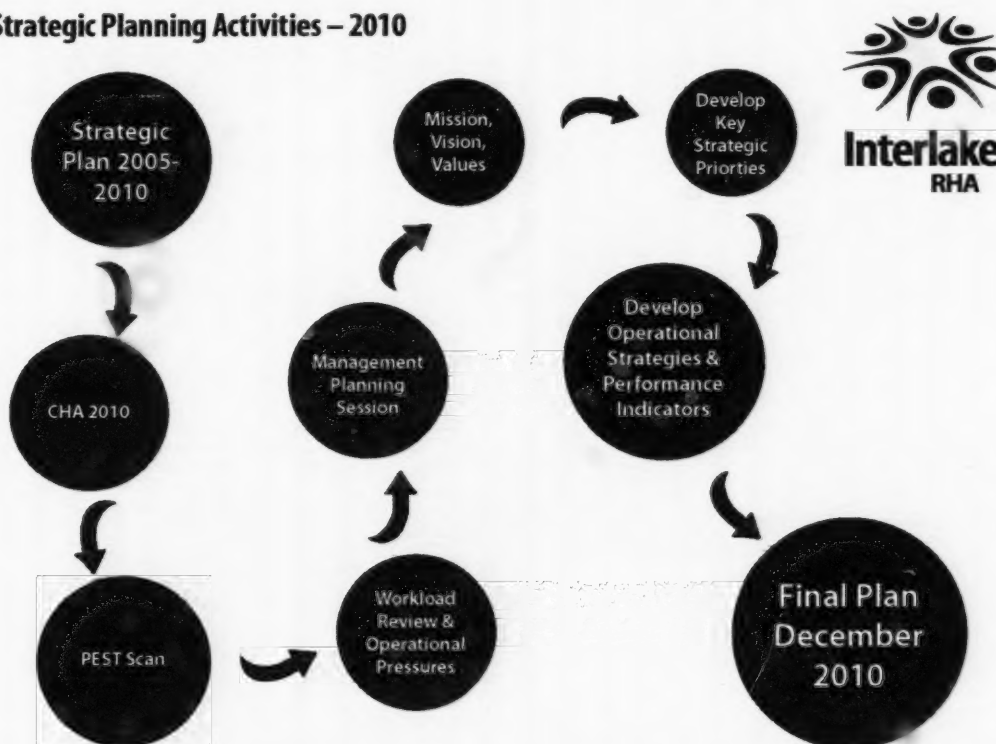 Strategic Planning Activities – 2010
Interlake
RHA
Strategic
Plan 2005-
2010
CHA 2010
PEST Scan
Workload
Review &
Operational
Pressures
Management
Planning
Session
Mission,
Vision,
Values
Develop
Key
Strategic
Priorties
Develop
Operational
Strategies &
Performance
Indicators
Final Plan
December
2010